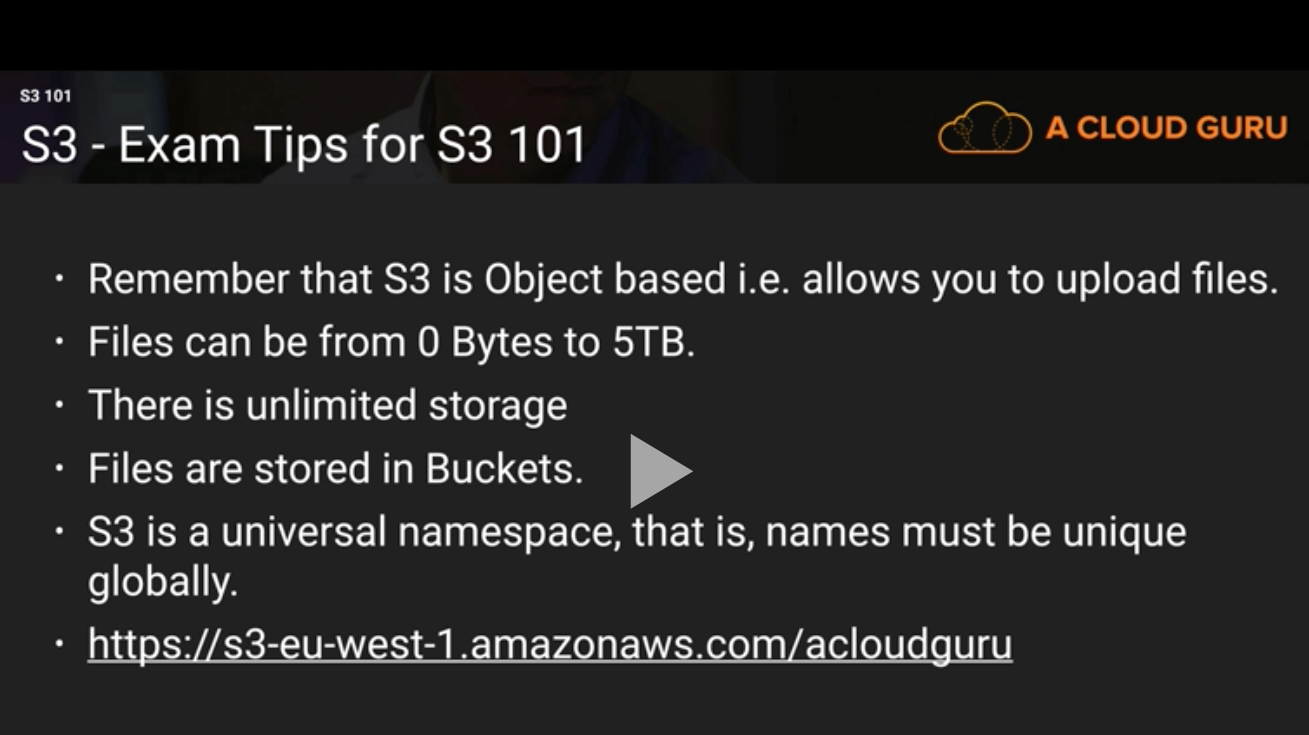 S3 101
S3 - Exam Tips for S3 101
A CLOUD GURU
• Remember that S3 is Object based i.e. allows you to upload files.
• Files can be from 0 Bytes to 5TB.
• There is unlimited storage
• Files are stored in Buckets.
• S3 is a universal namespace, that is, names must be unique
globally.
• https://s3-eu-west-1.amazonaws.com/acloudguru